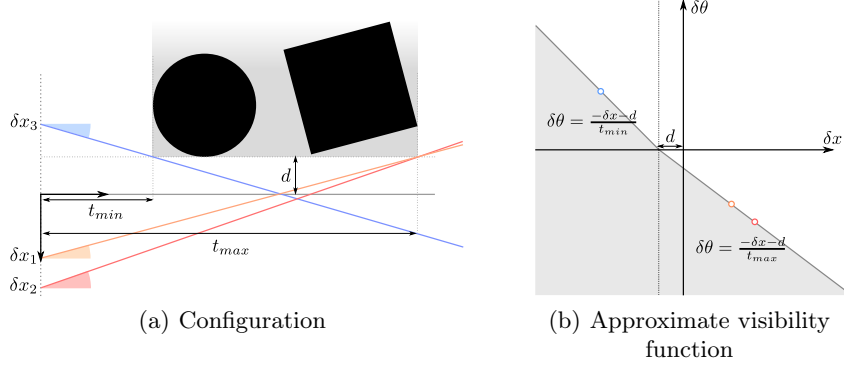 δx₃
d
t_min
t_max
δx₁
δx₂
(a) Configuration
δθ
δθ = (-δx-d)/t_min
d
δx
δθ = (-δx-d)/t_max
(b) Approximate visibility
function